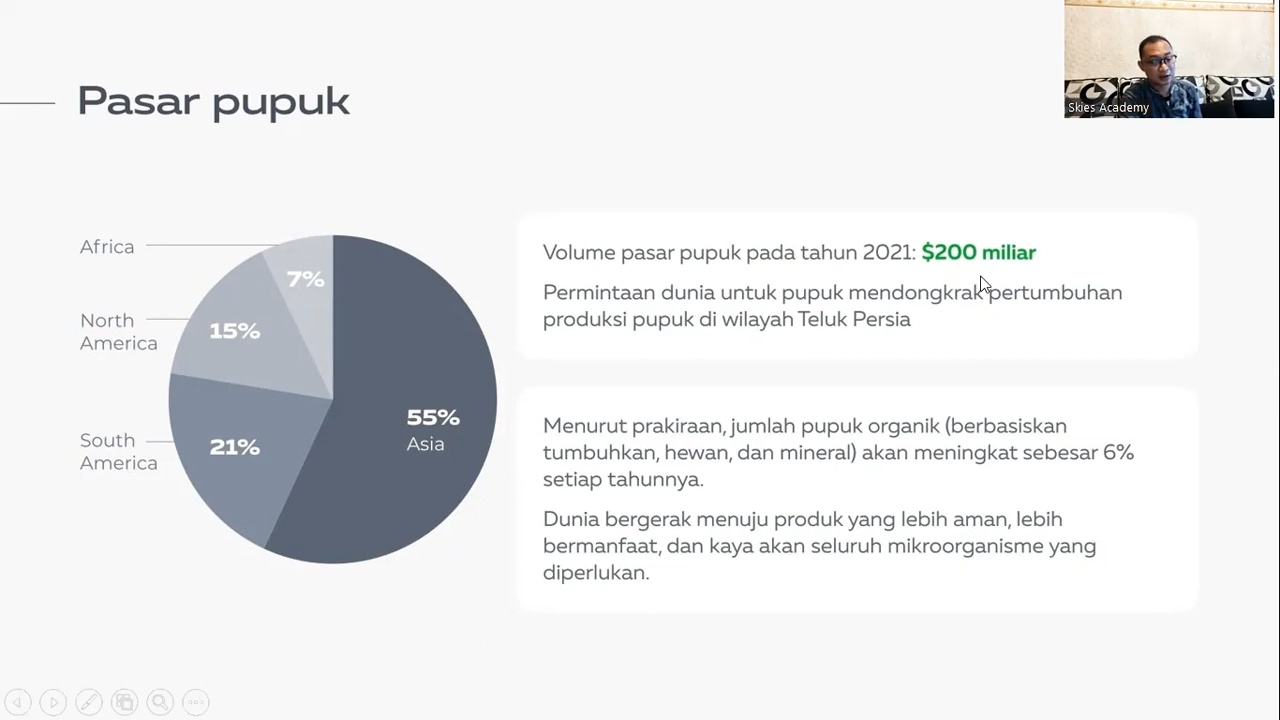 Pasar pupuk
Skies Academy
Africa
7%
North
America
15%
South
America
21%
55%
Asia
Volume pasar pupuk pada tahun 2021: $200 miliar
Permintaan dunia untuk pupuk mendongkrak pertumbuhan
produksi pupuk di wilayah Teluk Persia
Menurut prakiraan, jumlah pupuk organik (berbasiskan
tumbuhkan, hewan, dan mineral) akan meningkat sebesar 6%
setiap tahunnya.
Dunia bergerak menuju produk yang lebih aman, lebih
bermanfaat, dan kaya akan seluruh mikroorganisme yang
diperlukan.